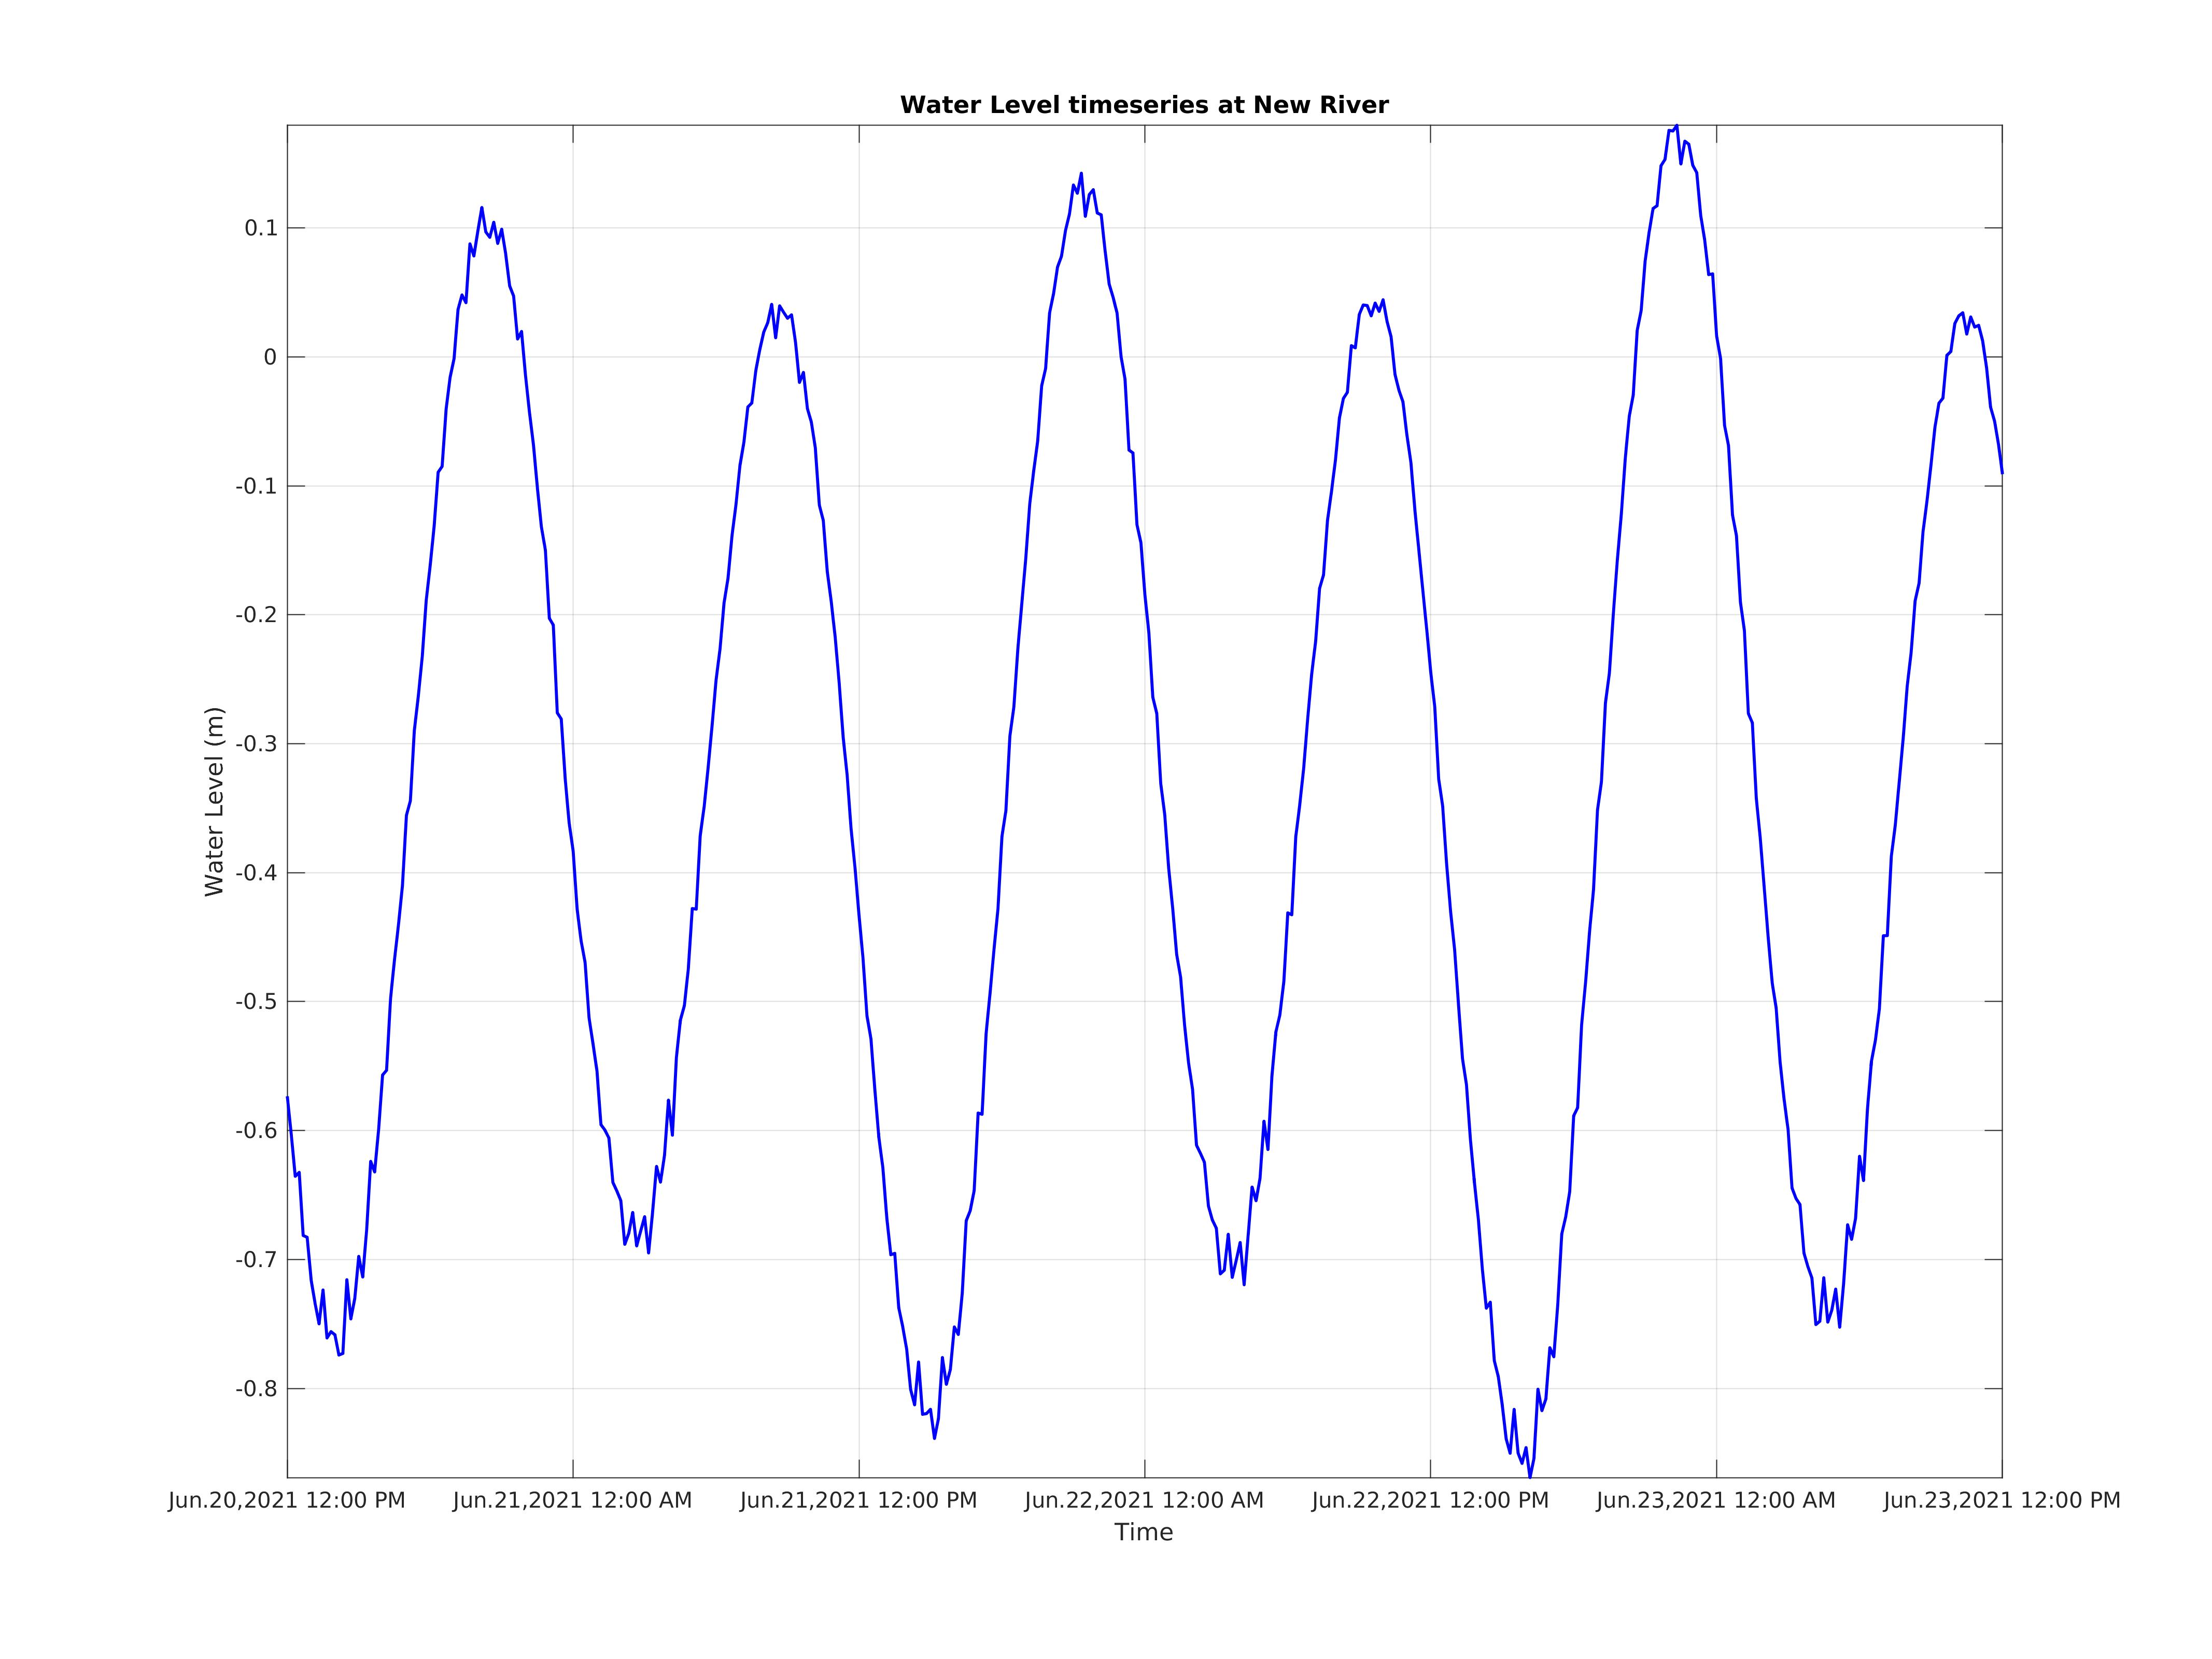 Water Level timeseries at New River
0.1
0
-0.1
-0.2
-0.3
-0.4
-0.5
-0.6
-0.7
-0.8
Water Level (m)
Jun.20,2021 12:00 PM Jun.21,2021 12:00 AM Jun.21,2021 12:00 PM Jun.22,2021 12:00 AM Jun.22,2021 12:00 PM Jun.23,2021 12:00 AM Jun.23,2021 12:00 PM
Time